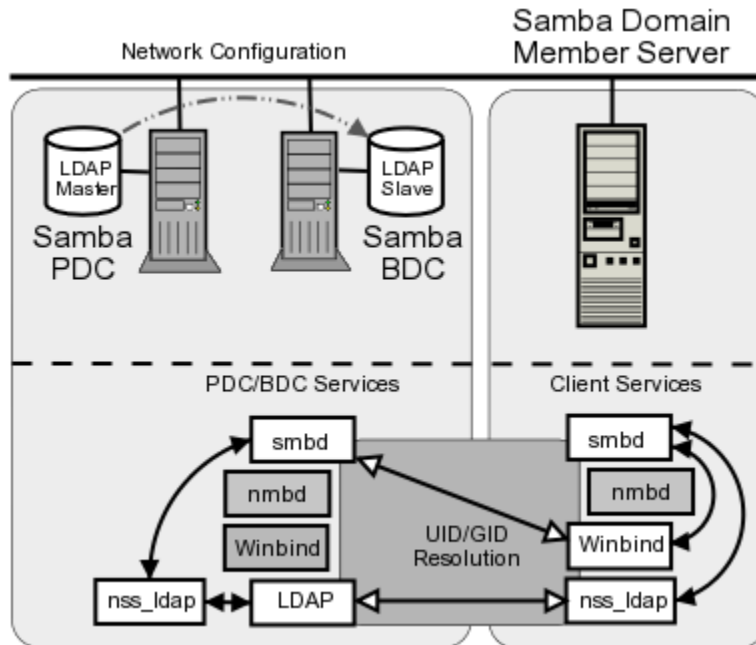 Network Configuration
Samba Domain
Member Server
LDAP
Master
LDAP
Slave
Samba
PDC
Samba
BDC
PDC/BDC Services
Client Services
smbd
nmbd
Winbind
nss_ldap
LDAP
UID/GID
Resolution
smbd
nmbd
Winbind
nss_ldap